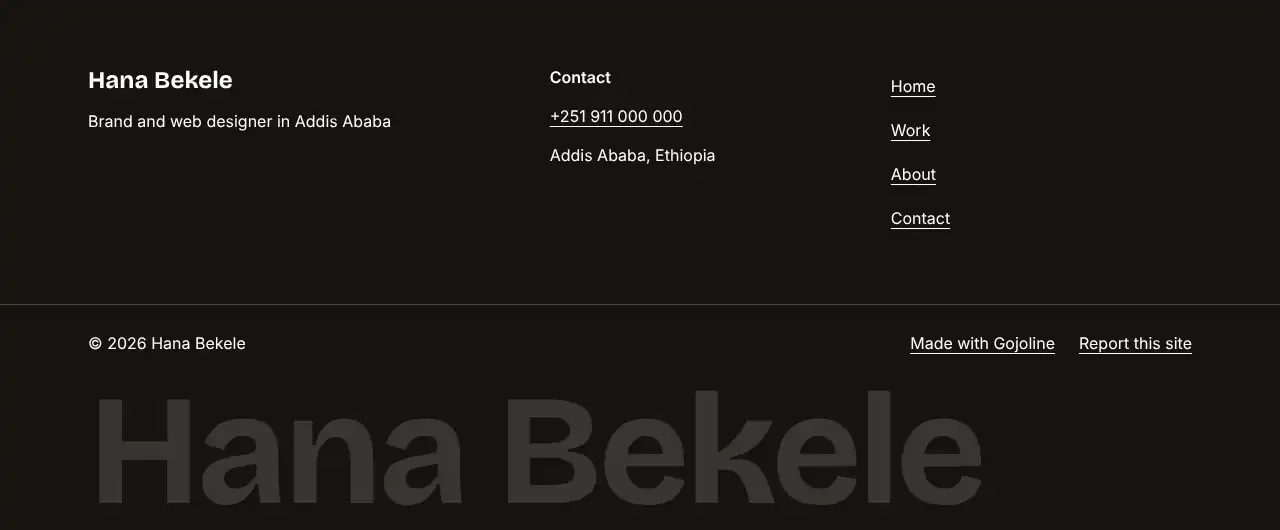 Hana Bekele
Brand and web designer in Addis Ababa
Contact
+251 911 000 000
Addis Ababa, Ethiopia
Home
Work
About
Contact
© 2026 Hana Bekele
Made with Gojoline
Report this site
Hana Bekele